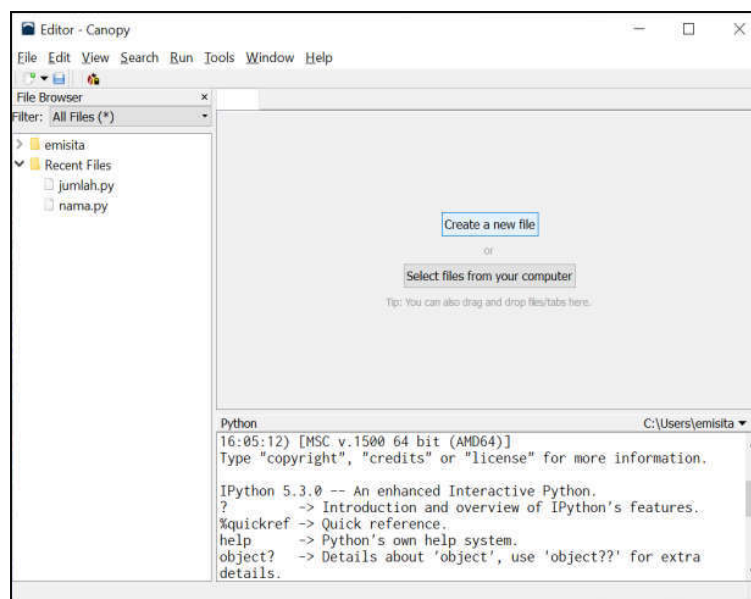 Editor - Canopy
File Edit View Search Run Tools Window Help
File Browser
Filter: All Files (*)
emisita
Recent Files
jumlah.py
nama.py
Create a new file
or
Select files from your computer
Tip: You can also drag and drop files/tabs here.
Python C:\Users\emisita
16:05:12) [MSC v.1500 64 bit (AMD64)]
Type "copyright", "credits" or "license" for more information.
IPython 5.3.0 -- An enhanced Interactive Python.
? -> Introduction and overview of IPython's features.
%quickref -> Quick reference.
help -> Python's own help system.
object? -> Details about 'object', use 'object??' for extra
details.